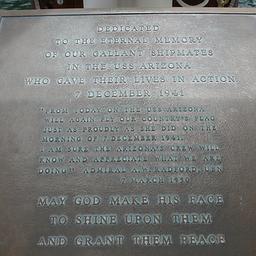 DEDICATED
TO THE ETERNAL MEMORY
OF OUR GALLANT SHIPMATES
IN THE USS ARIZONA
WHO GAVE THEIR LIVES IN ACTION
7 DECEMBER 1941
"FROM TODAY ON THE USS ARIZONA
WILL AGAIN FLY OUR COUNTRY'S FLAG
JUST AS PROUDLY AS SHE DID ON THE
MORNING OF 7 DECEMBER 1941.
I AM SURE THE ARIZONA'S CREW WILL
KNOW AND APPRECIATE WHAT WE ARE
DOING" ADMIRAL A.W. RADFORD, USN
7 MARCH 1950
MAY GOD MAKE HIS FACE
TO SHINE UPON THEM
AND GRANT THEM PEACE